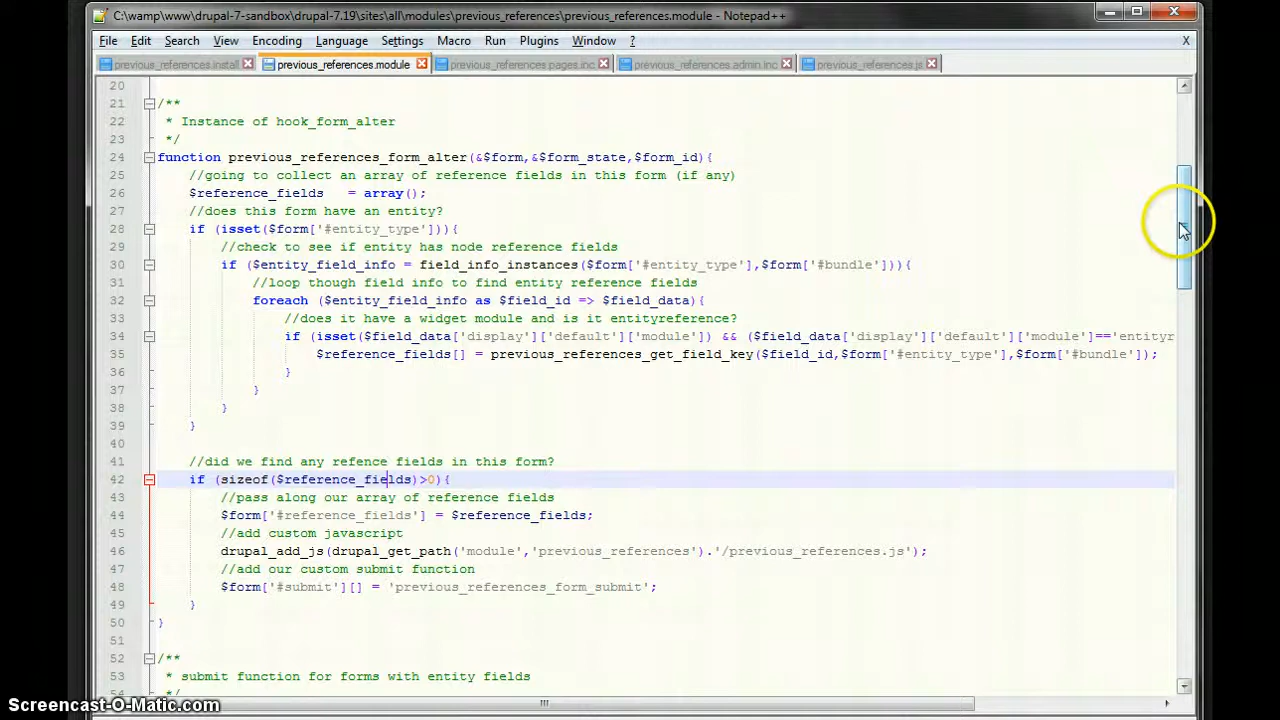 C:\wamp\www\drupal-7-sandbox\drupal-7.19\sites\all\modules\previous_references\previous_references.module - Notepad++
File Edit Search View Encoding Language Settings Macro Run Plugins Window ? X
previous_references.install previous_references.module previous_references.pages.inc previous_references.admin.inc previous_references.js
20
21 /**
22 * Instance of hook_form_alter
23 */
24 function previous_references_form_alter(&$form,&$form_state,$form_id){
25 //going to collect an array of reference fields in this form (if any)
26 $reference_fields = array();
27 //does this form have an entity?
28 if (isset($form['#entity_type'])){
29 //check to see if entity has node reference fields
30 if ($entity_field_info = field_info_instances($form['#entity_type'],$form['#bundle'])){
31 //loop though field info to find entity reference fields
32 foreach ($entity_field_info as $field_id => $field_data){
33 //does it have a widget module and is it entityreference?
34 if (isset($field_data['display']['default']['module']) && ($field_data['display']['default']['module']=='entityr
35 $reference_fields[] = previous_references_get_field_key($field_id,$form['#entity_type'],$form['#bundle']);
36 }
37 }
38 }
39 }
40
41 //did we find any refence fields in this form?
42 if (sizeof($reference_fields)>0){
43 //pass along our array of reference fields
44 $form['#reference_fields'] = $reference_fields;
45 //add custom javascript
46 drupal_add_js(drupal_get_path('module','previous_references').'/previous_references.js');
47 //add our custom submit function
48 $form['#submit'][] = 'previous_references_form_submit';
49 }
50 }
51
52 /**
53 * submit function for forms with entity fields
54 */
Screencast-O-Matic.com